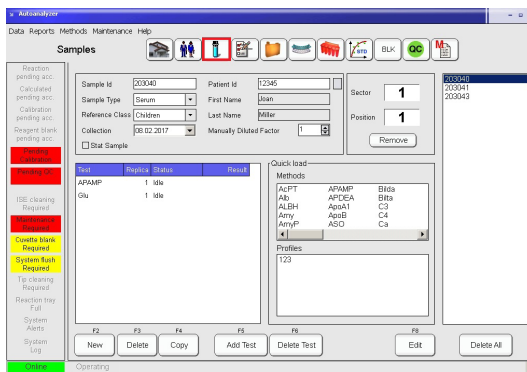 Autoanalyzer
Data Reports Methods Maintenance Help
Samples
STD
BLK
QC
M
Reaction
pending acc.
Calculated
pending acc.
Calibration
pending acc.
Reagent blank
pending acc.
Pending
Calibration
Pending QC
ISE cleaning
Required
Maintenance
Required
Cuvette blank
Required
System flush
Required
Tip cleaning
Required
Reaction tray
Full
System
Alerts
System
Log
Online
Operating
Sample Id 203040 Patient Id 12345
Sample Type Serum First Name Joan
Reference Class Children Last Name Miller
Collection 08.02.2017 Manually Diluted Factor 1
Stat Sample
Sector 1
Position 1
Remove
203040
203041
203043
Test Replica Status Result
APAMP 1 Idle
Glu 1 Idle
Quick load
Methods
AcPT APAMP Bilda
Alb APDEA Bilta
ALBH ApoA1 C3
Amy ApoB C4
AmyP ASO Ca
Profiles
123
F2 F3 F4 F5 F6 F8
New Delete Copy Add Test Delete Test Edit Delete All